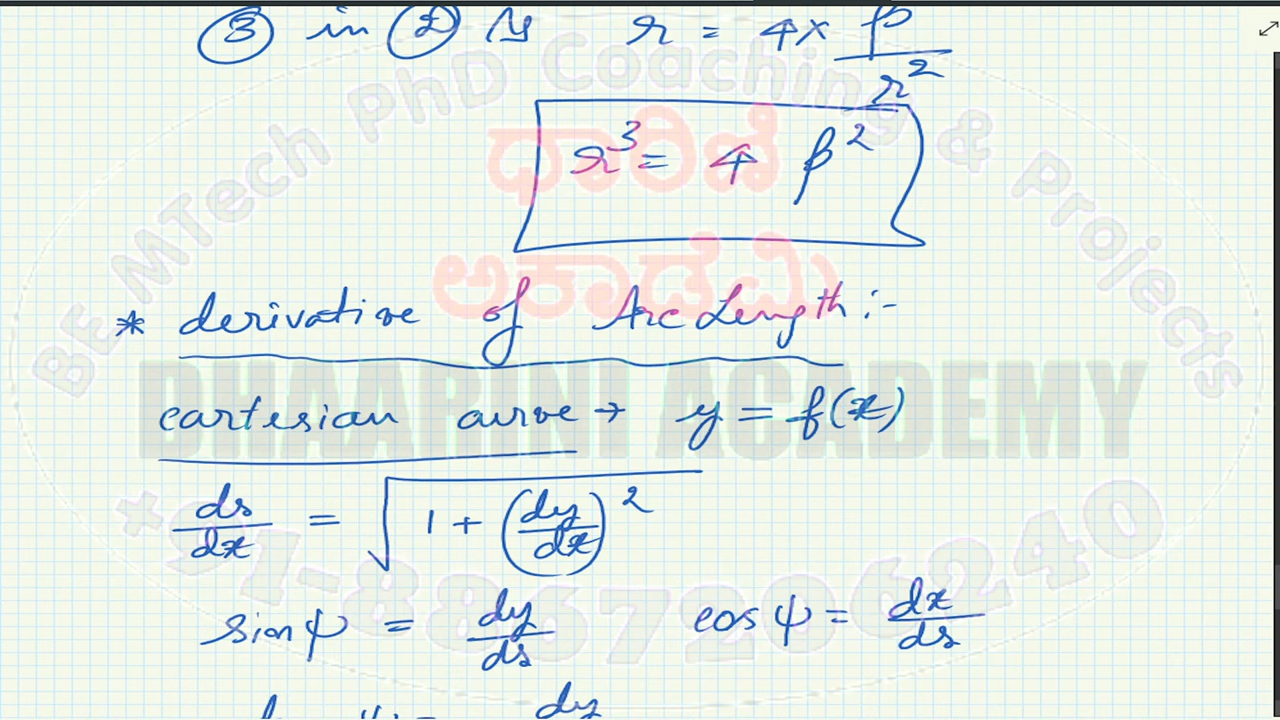 ③ in ② ⇒ r = 4 × p²/r²
r³ = 4 p²
* derivative of Arc Length :-
cartesian curve → y = f(x)
ds/dx = √(1 + (dy/dx)²)
sin ψ = dy/ds cos ψ = dx/ds
dy
BE MTech PhD Coaching & Projects
ಧಾರಿಣಿ
ಅಕಾಡೆಮಿ
DHAARINI ACADEMY
+91-8867206240